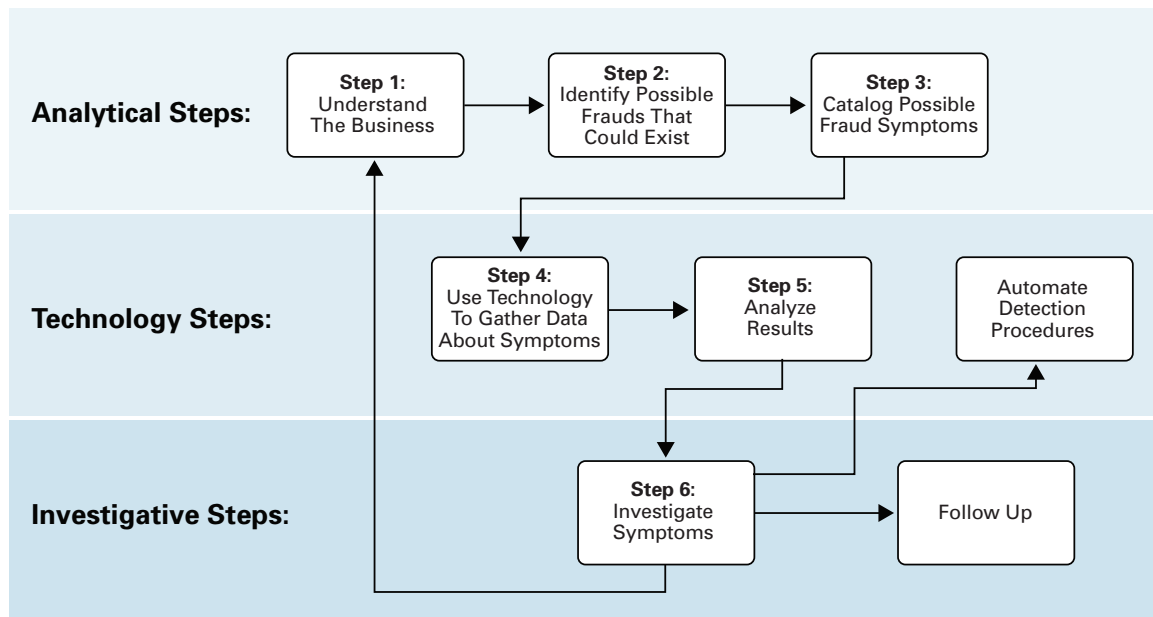 Analytical Steps:
Step 1:
Understand
The Business
Step 2:
Identify Possible
Frauds That
Could Exist
Step 3:
Catalog Possible
Fraud Symptoms
Technology Steps:
Step 4:
Use Technology
To Gather Data
About Symptoms
Step 5:
Analyze
Results
Automate
Detection
Procedures
Investigative Steps:
Step 6:
Investigate
Symptoms
Follow Up